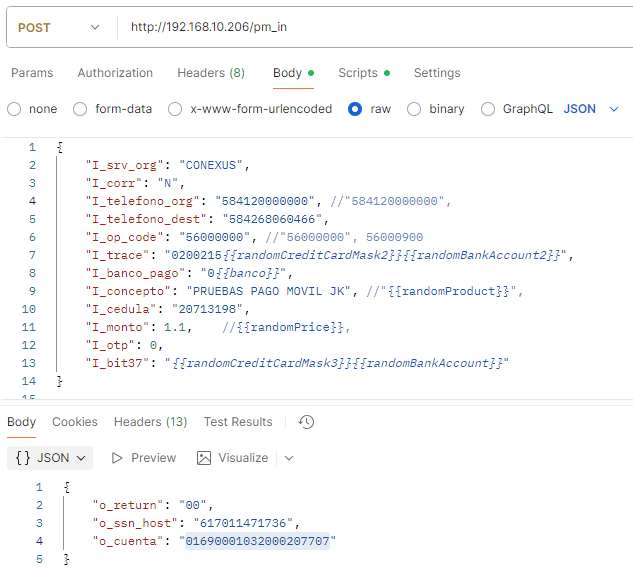 POST http://192.168.10.206/pm_in
Params Authorization Headers (8) Body Scripts Settings
none form-data x-www-form-urlencoded raw binary GraphQL JSON
1 {
2 "I_srv_org": "CONEXUS",
3 "I_corr": "N",
4 "I_telefono_org": "584120000000", //"584120000000",
5 "I_telefono_dest": "584268060466",
6 "I_op_code": "56000000", //"56000000", 56000900
7 "I_trace": "0200215{{randomCreditCardMask2}}{{randomBankAccount2}}",
8 "I_banco_pago": "0{{banco}}",
9 "I_concepto": "PRUEBAS PAGO MOVIL JK", //"{{randomProduct}}",
10 "I_cedula": "20713198",
11 "I_monto": 1.1, //{{randomPrice}},
12 "I_otp": 0,
13 "I_bit37": "{{randomCreditCardMask3}}{{randomBankAccount}}"
14 }
15
Body Cookies Headers (13) Test Results
{} JSON Preview Visualize
1 {
2 "o_return": "00",
3 "o_ssn_host": "617011471736",
4 "o_cuenta": "01690001032000207707"
5 }